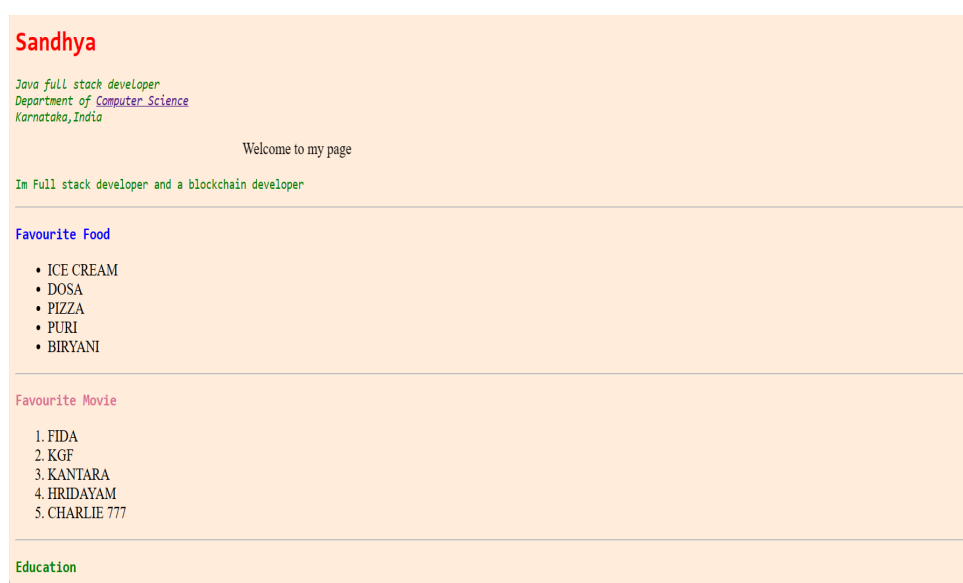 Sandhya
Java full stack developer
Department of Computer Science
Karnataka,India
Welcome to my page
Im Full stack developer and a blockchain developer
Favourite Food
• ICE CREAM
• DOSA
• PIZZA
• PURI
• BIRYANI
Favourite Movie
1. FIDA
2. KGF
3. KANTARA
4. HRIDAYAM
5. CHARLIE 777
Education